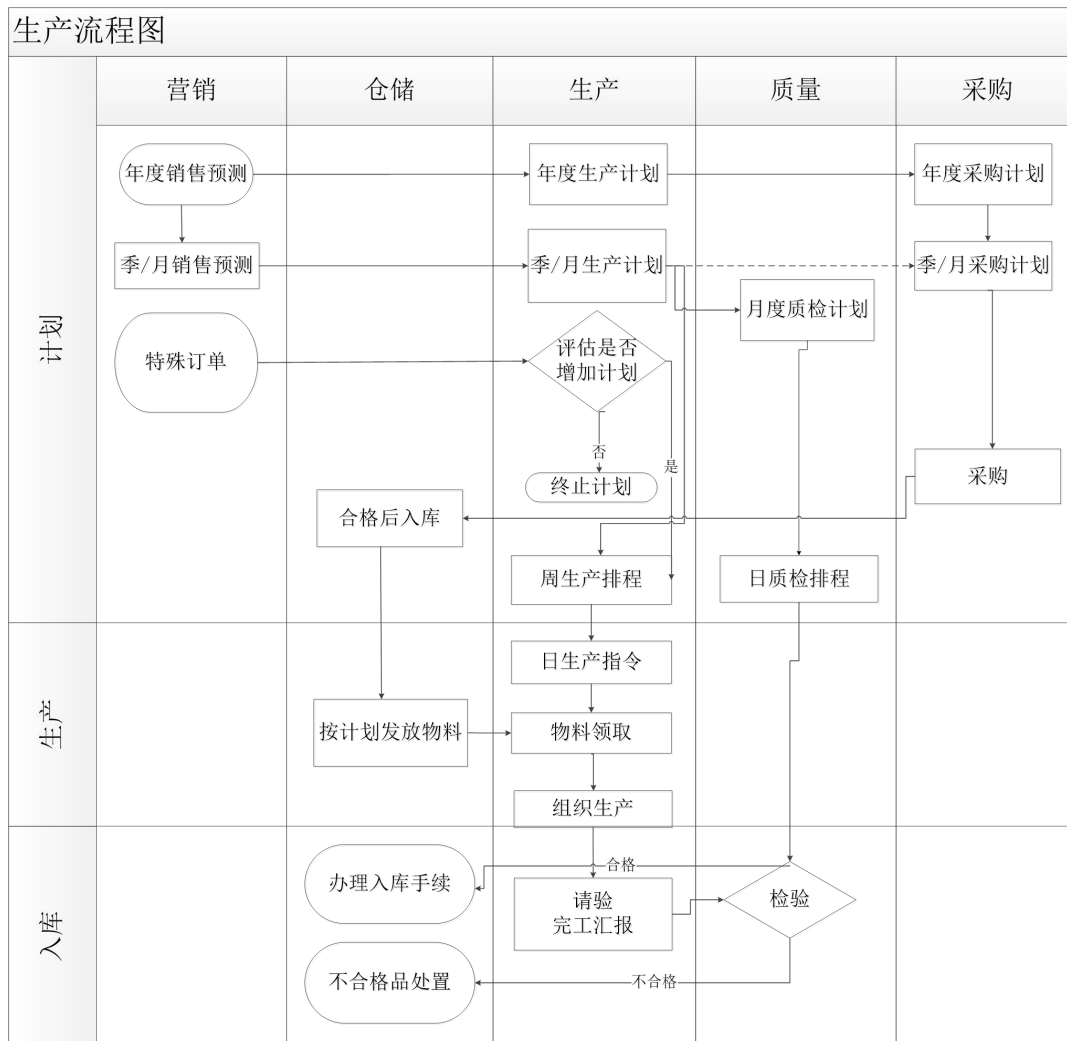 生产流程图
营销
仓储
生产
质量
采购
计划
年度销售预测
年度生产计划
年度采购计划
季/月销售预测
季/月生产计划
季/月采购计划
月度质检计划
特殊订单
评估是否
增加计划
否
是
终止计划
采购
合格后入库
周生产排程
日质检排程
生产
日生产指令
按计划发放物料
物料领取
组织生产
入库
合格
办理入库手续
请验
完工汇报
检验
不合格品处置
不合格